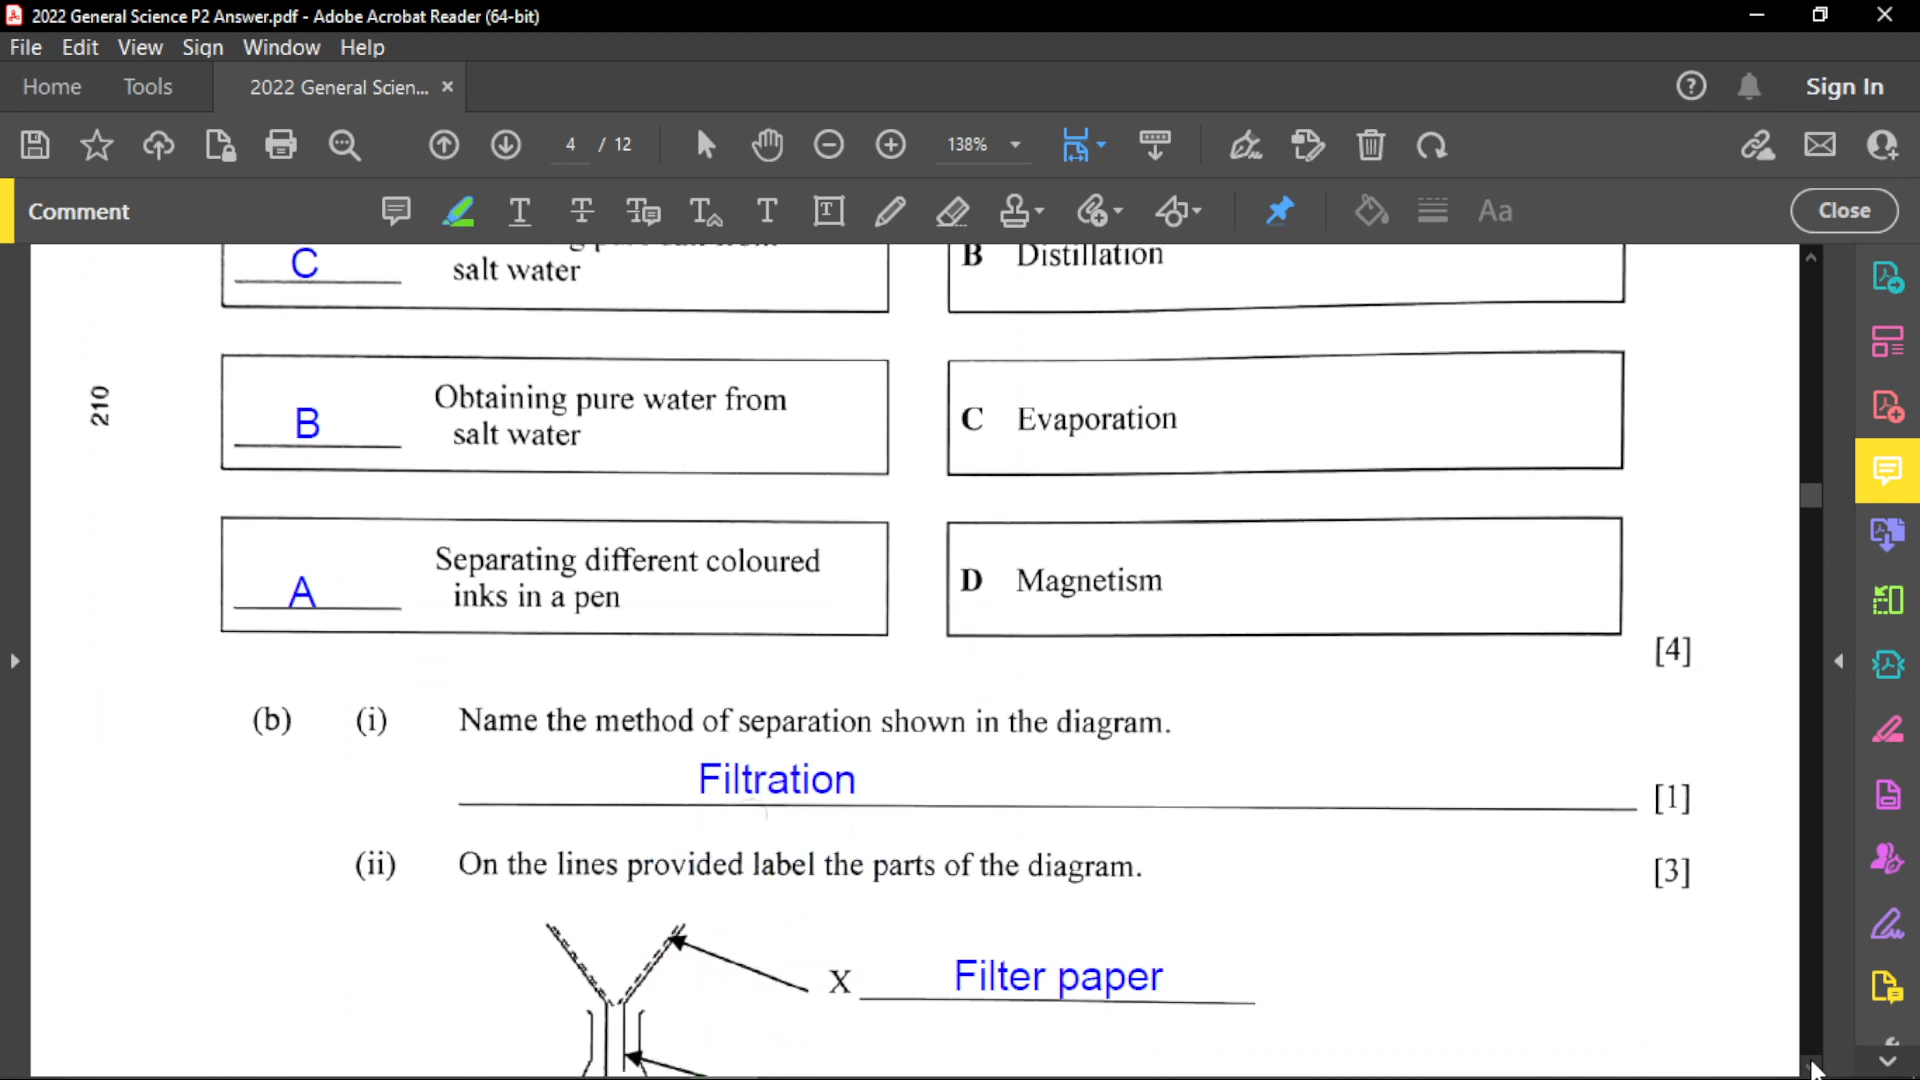 2022 General Science P2 Answer.pdf - Adobe Acrobat Reader (64-bit)
File Edit View Sign Window Help
Home Tools 2022 General Scien... × Sign In
4 / 12 138%
Comment Close
C salt water
B Distillation
210
B Obtaining pure water from
salt water
C Evaporation
A Separating different coloured
inks in a pen
D Magnetism
[4]
(b) (i) Name the method of separation shown in the diagram.
Filtration
[1]
(ii) On the lines provided label the parts of the diagram. [3]
X Filter paper